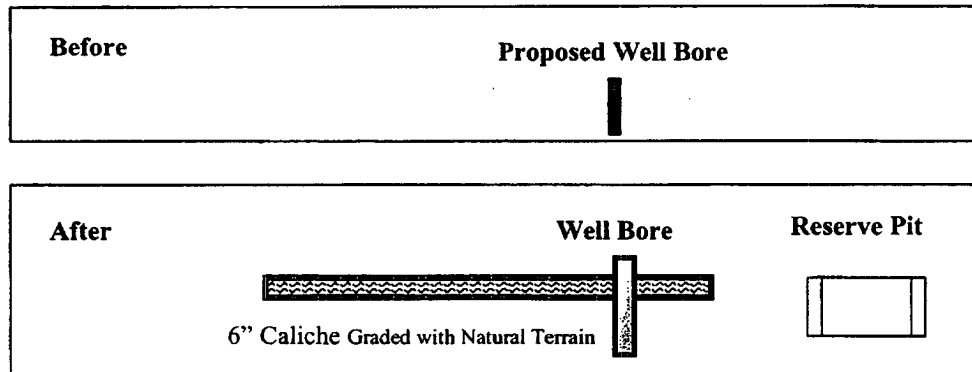 Before
Proposed Well Bore
After
Well Bore
Reserve Pit
6” Caliche Graded with Natural Terrain